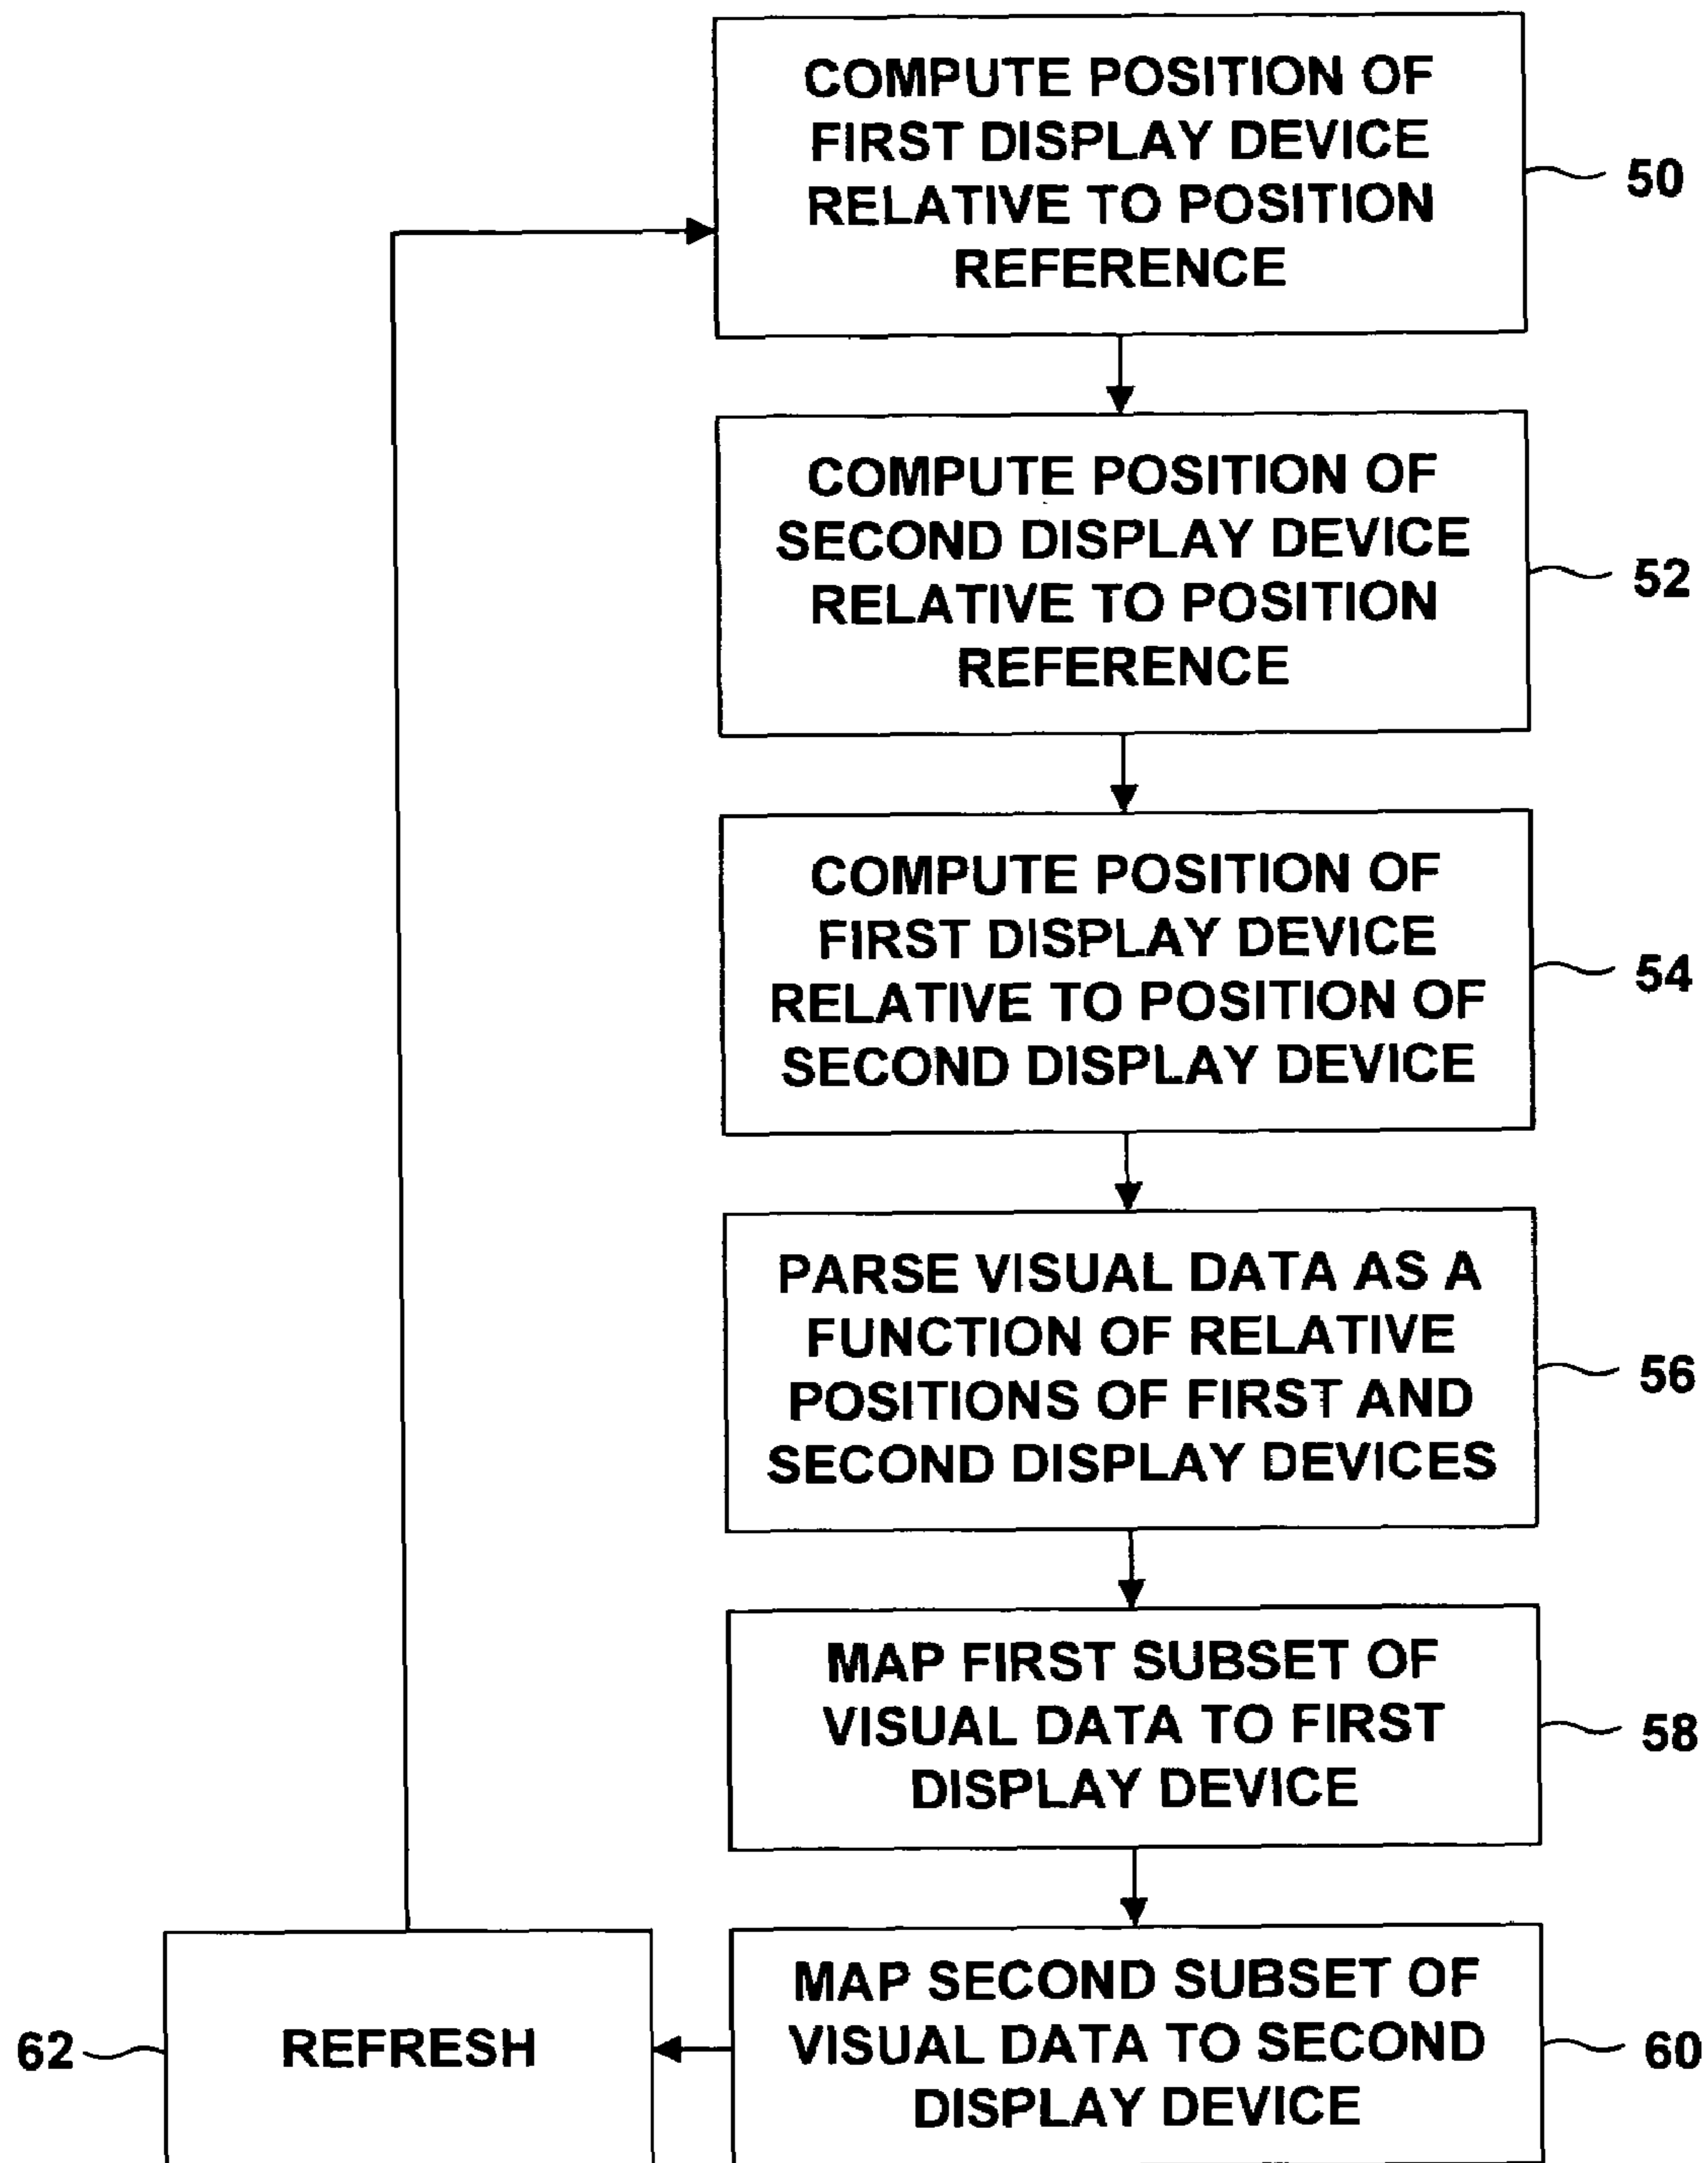 COMPUTE POSITION OF
FIRST DISPLAY DEVICE
RELATIVE TO POSITION
REFERENCE
50
COMPUTE POSITION OF
SECOND DISPLAY DEVICE
RELATIVE TO POSITION
REFERENCE
52
COMPUTE POSITION OF
FIRST DISPLAY DEVICE
RELATIVE TO POSITION OF
SECOND DISPLAY DEVICE
54
PARSE VISUAL DATA AS A
FUNCTION OF RELATIVE
POSITIONS OF FIRST AND
SECOND DISPLAY DEVICES
56
MAP FIRST SUBSET OF
VISUAL DATA TO FIRST
DISPLAY DEVICE
58
MAP SECOND SUBSET OF
VISUAL DATA TO SECOND
DISPLAY DEVICE
60
REFRESH
62